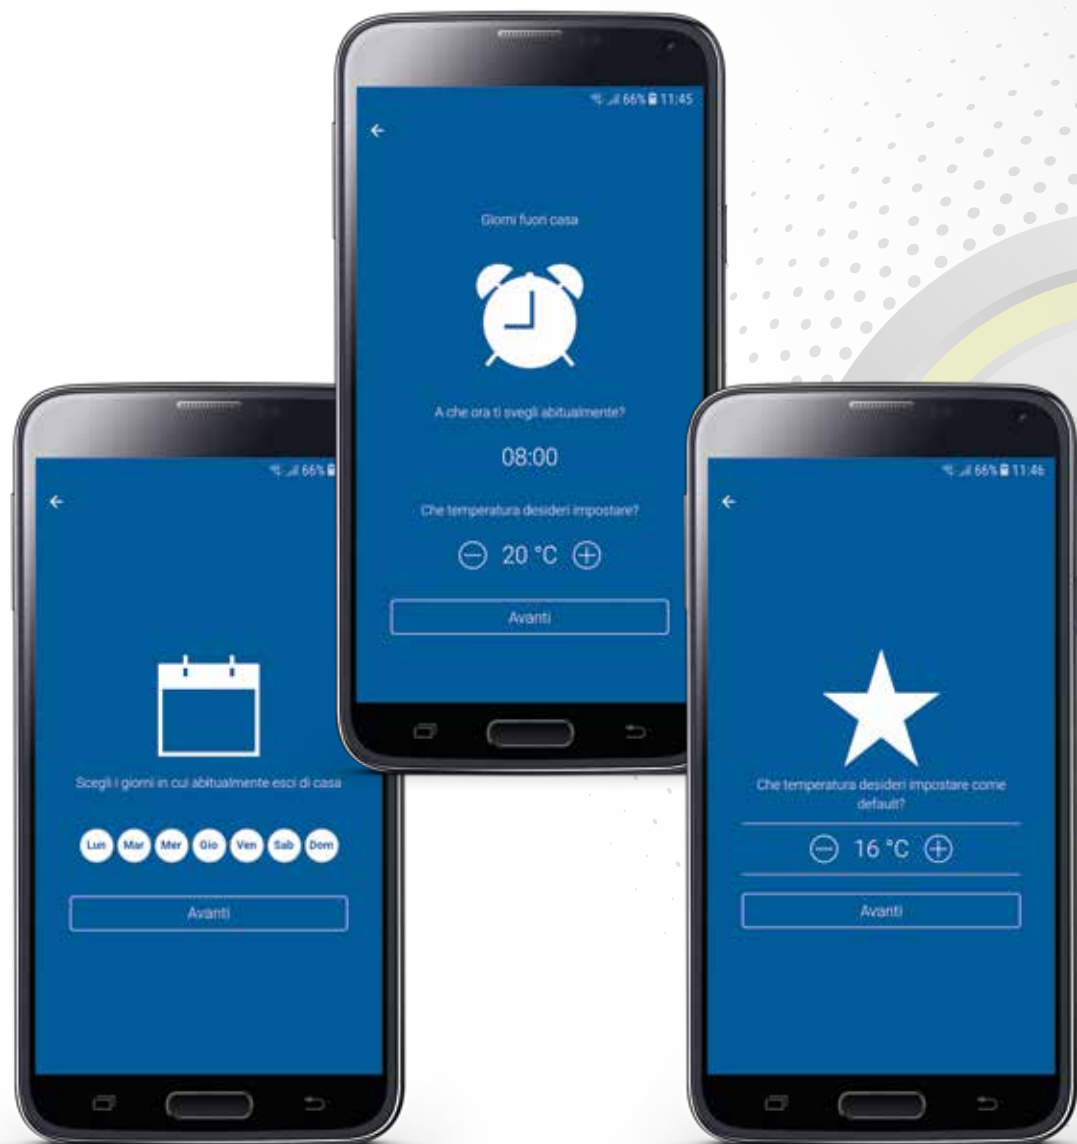 66% 11:45
Giorni fuori casa
A che ora ti svegli abitualmente?
08:00
Che temperatura desideri impostare?
20 °C
Avanti
66%
Scegli i giorni in cui abitualmente esci di casa
Lun Mar Mer Gio Ven Sab Dom
Avanti
66% 11:46
Che temperatura desideri impostare come
default?
16 °C
Avanti